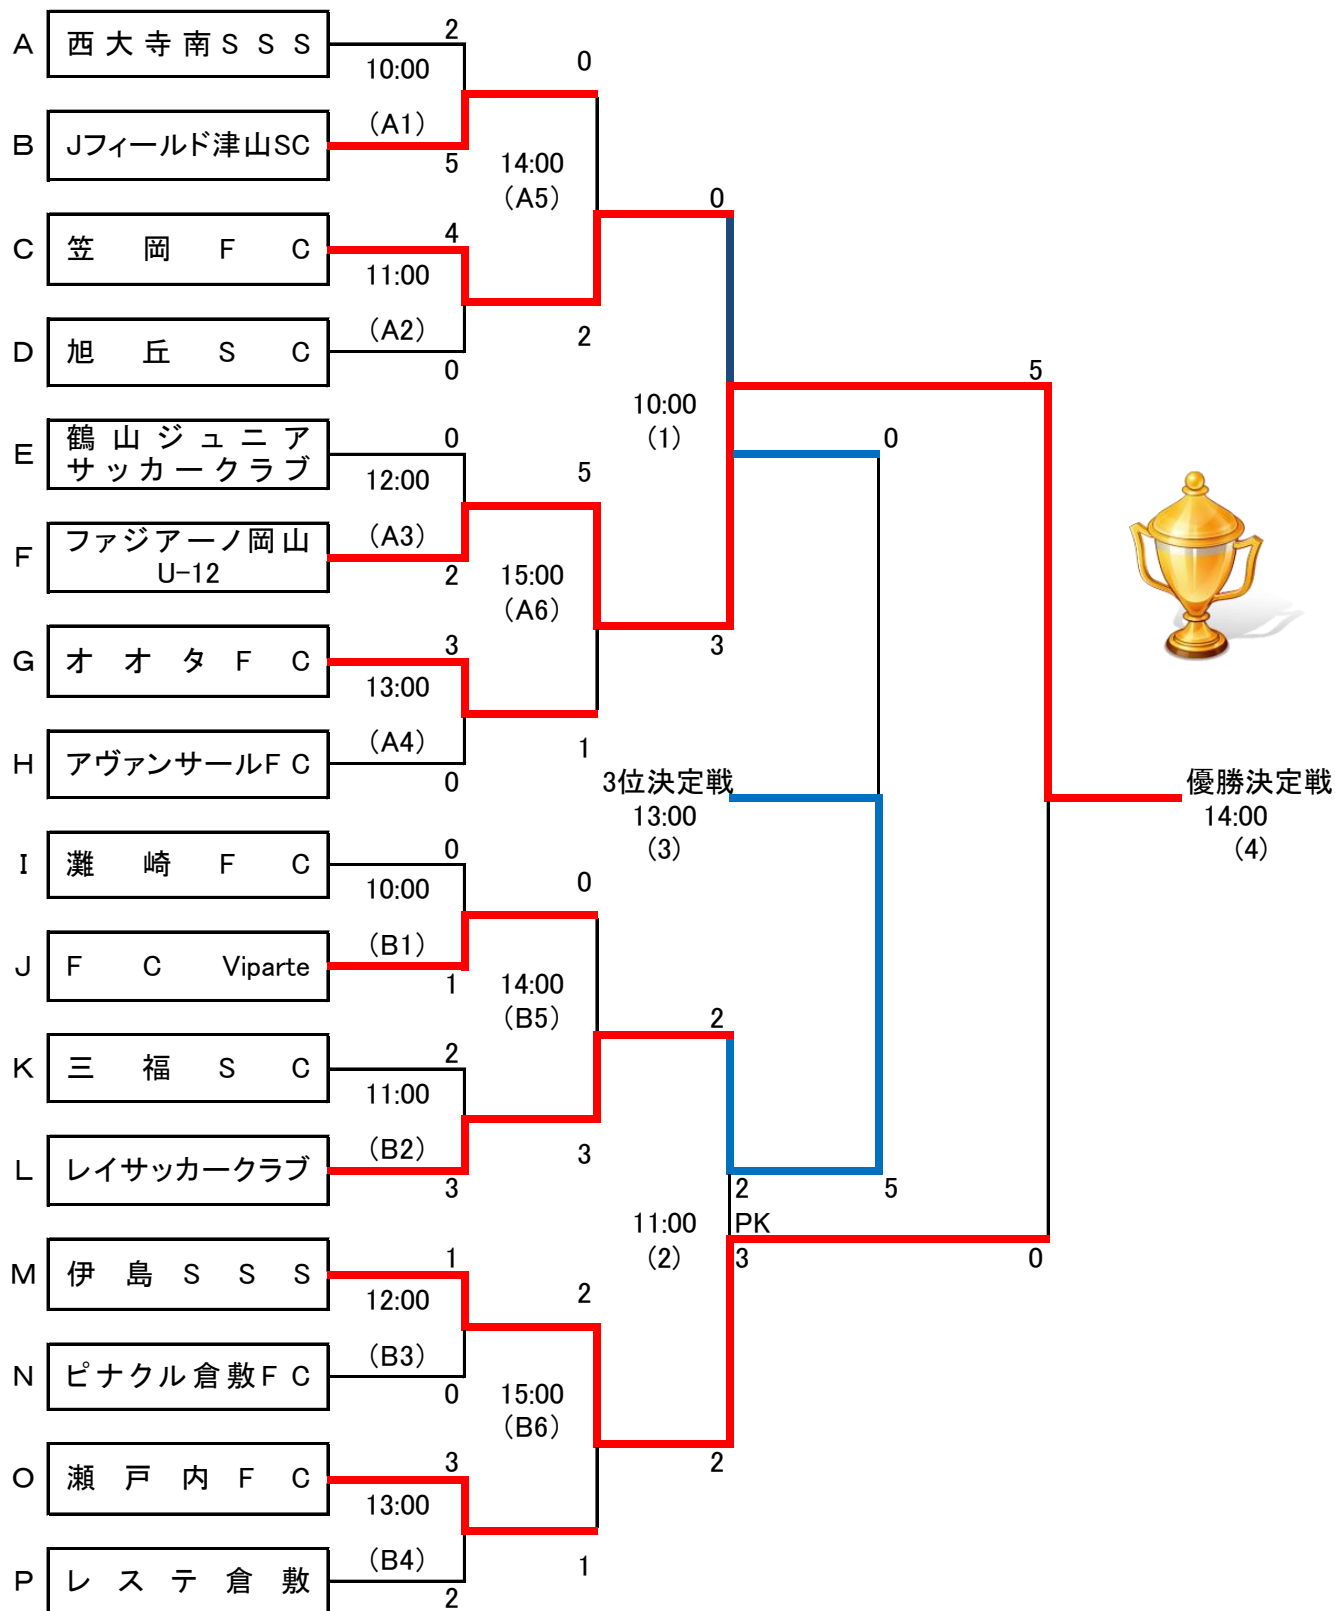 A 西大寺南SSS
2
10:00
(A1)
B Jフィールド津山SC
5
0
14:00
(A5)
C 笠岡FC
4
11:00
(A2)
D 旭丘SC
0
2
0
10:00
(1)
E 鶴山ジュニア
サッカークラブ
0
12:00
(A3)
F ファジアーノ岡山
U-12
2
5
15:00
(A6)
G オオタFC
3
13:00
(A4)
H アヴァンサールFC
0
1
3
5
0
3位決定戦
13:00
(3)
優勝決定戦
14:00
(4)
I 灘崎FC
0
10:00
(B1)
J FC Viparte
1
0
14:00
(B5)
K 三福SC
2
11:00
(B2)
L レイサッカークラブ
3
3
2
11:00
(2)
2
PK
3
5
0
M 伊島SSS
1
12:00
(B3)
N ピナクル倉敷FC
0
2
15:00
(B6)
O 瀬戸内FC
3
13:00
(B4)
P レステ倉敷
2
1
2